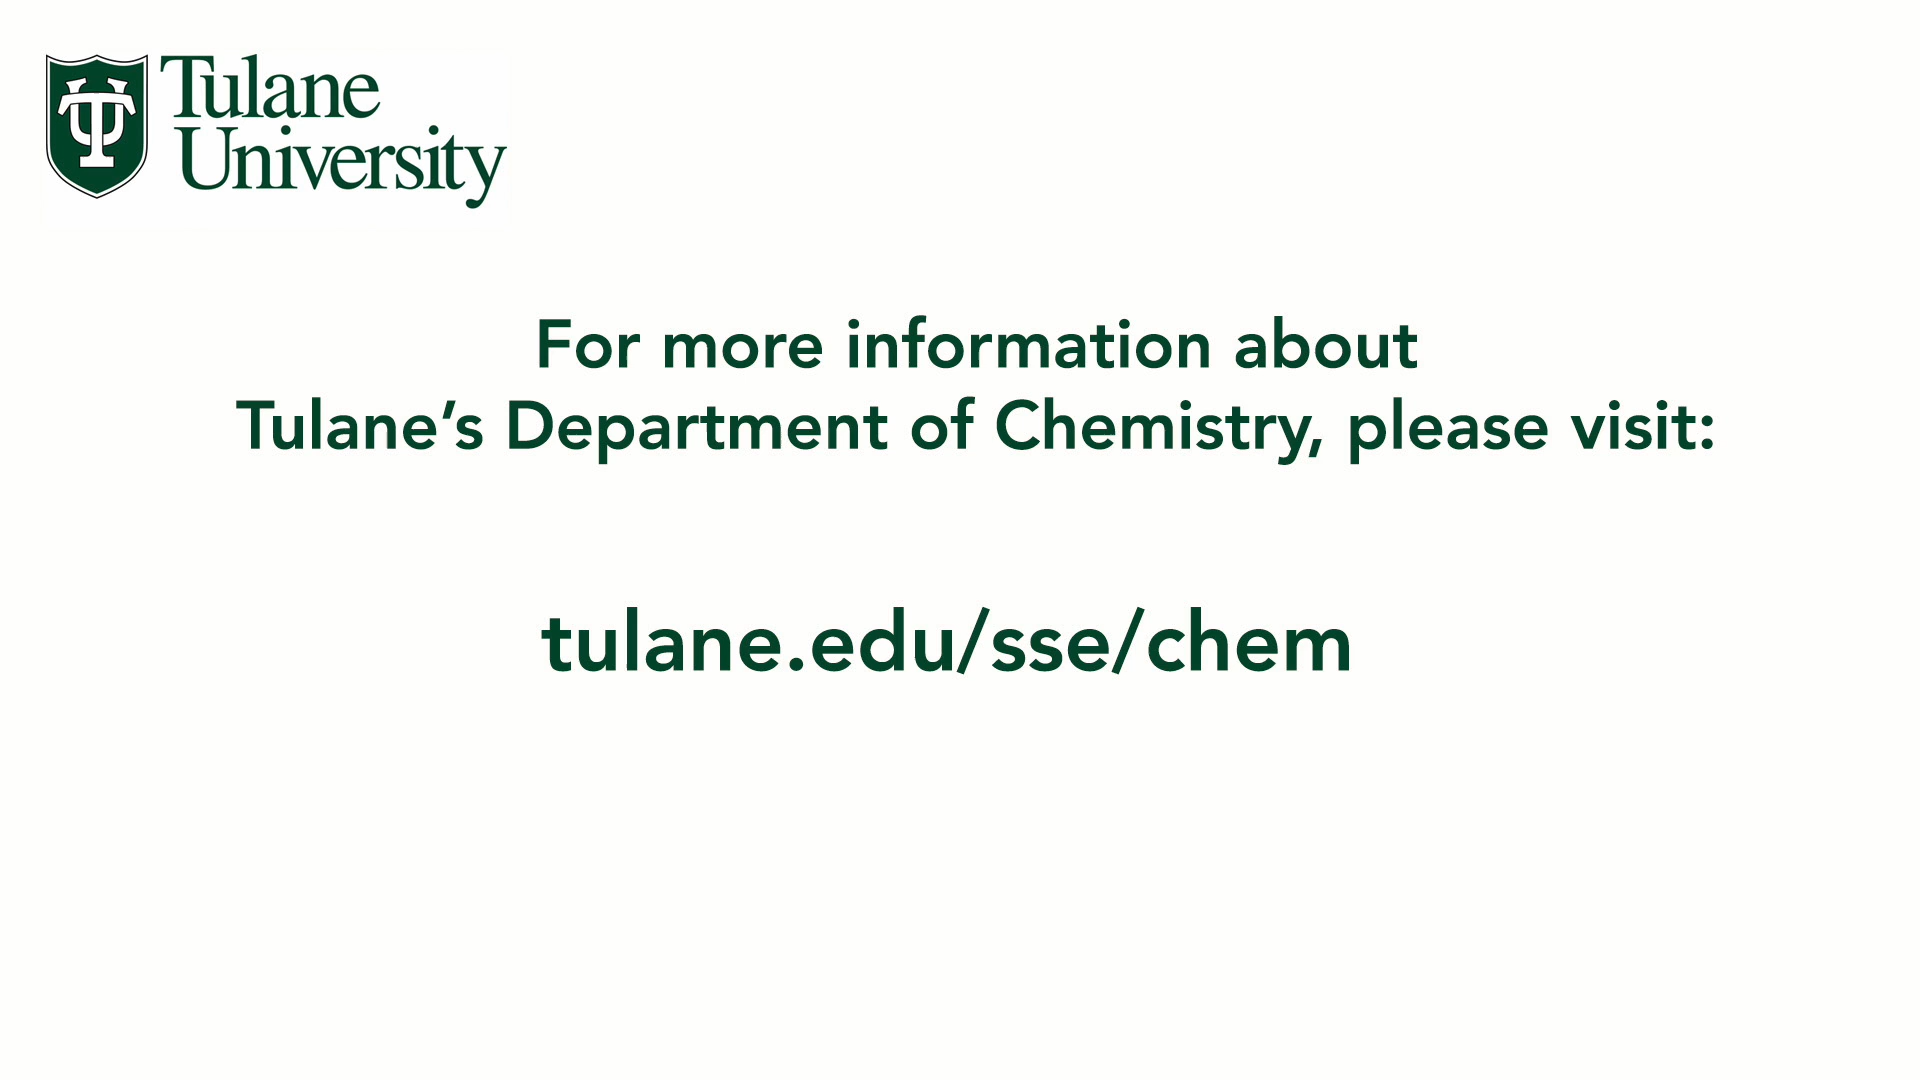 Tulane
University
For more information about
Tulane’s Department of Chemistry, please visit:
tulane.edu/sse/chem